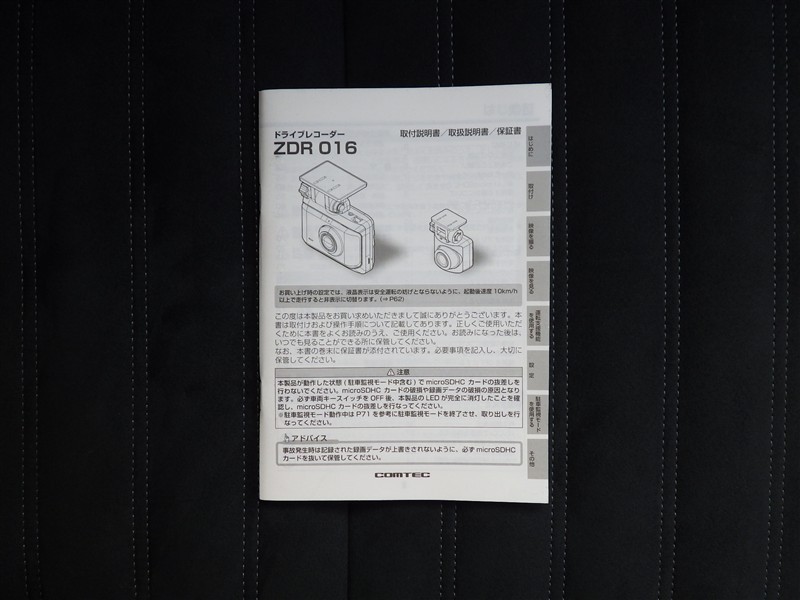 ドライブレコーダー
取付説明書／取扱説明書／保証書
ZDR 016
お買い上げ時の設定では、液晶表示は安全運転の妨げとならないように、起動後速度 10km/h
以上で走行すると非表示に切替ります。(⇒ P62)
この度は本製品をお買い求めいただきまして誠にありがとうございます。本
書は取付けおよび操作手順について記載してあります。正しくご使用いただ
くために本書をよくお読みのうえ、ご使用ください。お読みになった後は、
いつでも見ることができる所に保管してください。
なお、本書の巻末に保証書が添付されています。必要事項を記入し、大切に
保管してください。
⚠ 注意
本製品が動作した状態 ( 駐車監視モード中含む ) で microSDHC カードの抜差しを
行わないでください。microSDHC カードの破損や録画データの破損の原因となり
ます。必ず車両キースイッチを OFF 後、本製品の LED が完全に消灯したことを確
認し、microSDHC カードの抜差しを行なってください。
※駐車監視モード動作中は P71 を参考に駐車監視モードを終了させ、取り出しを行
なってください。
アドバイス
事故発生時は記録された録画データが上書きされないように、必ず microSDHC
カードを抜いて保管してください。
COMTEC
はじめに
取付け
映像を撮る
映像を見る
運転支援機能
を使用する
設 定
駐車監視モード
を使用する
その他